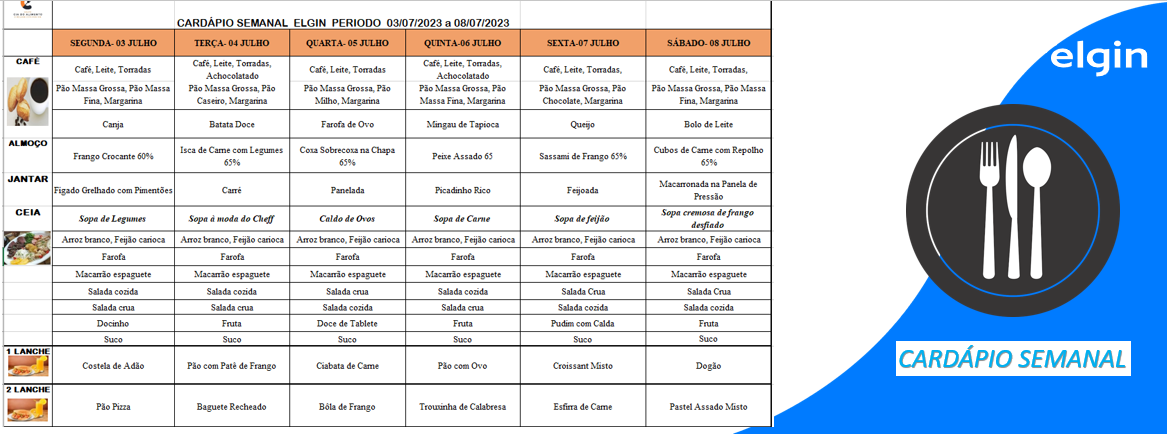 CARDÁPIO SEMANAL ELGIN PERIODO 03/07/2023 a 08/07/2023
SEGUNDA- 03 JULHO TERÇA- 04 JULHO QUARTA- 05 JULHO QUINTA-06 JULHO SEXTA-07 JULHO SÁBADO- 08 JULHO
CAFÉ
Café, Leite, Torradas Café, Leite, Torradas, Achocolatado Café, Leite, Torradas Café, Leite, Torradas, Achocolatado Café, Leite, Torradas, Café, Leite, Torradas,
Pão Massa Grossa, Pão Massa Fina, Margarina Pão Massa Grossa, Pão Caseiro, Margarina Pão Massa Grossa, Pão Milho, Margarina Pão Massa Grossa, Pão Massa Fina, Margarina Pão Massa Grossa, Pão Chocolate, Margarina Pão Massa Grossa, Pão Massa Fina, Margarina
Canja Batata Doce Farofa de Ovo Mingau de Tapioca Queijo Bolo de Leite
ALMOÇO
Frango Crocante 60% Isca de Carne com Legumes 65% Coxa Sobrecoxa na Chapa 65% Peixe Assado 65 Sassami de Frango 65% Cubos de Carne com Repolho 65%
JANTAR
Figado Grelhado com Pimentões Carré Panelada Picadinho Rico Feijoada Macarronada na Panela de Pressão
CEIA
Sopa de Legumes Sopa à moda do Cheff Caldo de Ovos Sopa de Carne Sopa de feijão Sopa cremosa de frango desfiado
Arroz branco, Feijão carioca Arroz branco, Feijão carioca Arroz branco, Feijão carioca Arroz branco, Feijão carioca Arroz branco, Feijão carioca Arroz branco, Feijão carioca
Farofa Farofa Farofa Farofa Farofa Farofa
Macarrão espaguete Macarrão espaguete Macarrão espaguete Macarrão espaguete Macarrão espaguete Macarrão espaguete
Salada cozida Salada cozida Salada crua Salada cozida Salada Crua Salada crua
Salada crua Salada crua Salada cozida Salada crua Salada cozida Salada cozida
Docinho Fruta Doce de Tablete Fruta Pudim com Calda Fruta
Suco Suco Suco Suco Suco Suco
1 LANCHE
Costela de Adão Pão com Patê de Frango Ciabata de Carne Pão com Ovo Croissant Misto Dogão
2 LANCHE
Pão Pizza Baguete Recheado Bôla de Frango Trouxinha de Calabresa Esfirra de Carne Pastel Assado Misto
elgin
CARDÁPIO SEMANAL